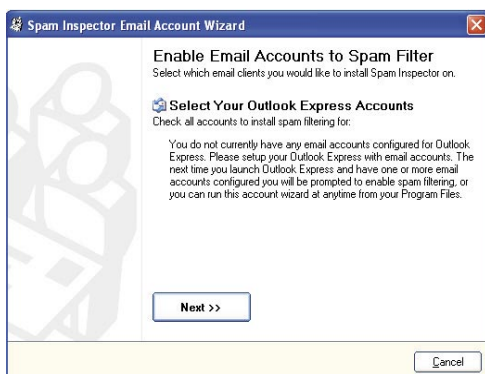 Spam Inspector Email Account Wizard
Enable Email Accounts to Spam Filter
Select which email clients you would like to install Spam Inspector on.
Select Your Outlook Express Accounts
Check all accounts to install spam filtering for:
You do not currently have any email accounts configured for Outlook
Express. Please setup your Outlook Express with email accounts. The
next time you launch Outlook Express and have one or more email
accounts configured you will be prompted to enable spam filtering, or
you can run this account wizard at anytime from your Program Files.
Next >>
Cancel